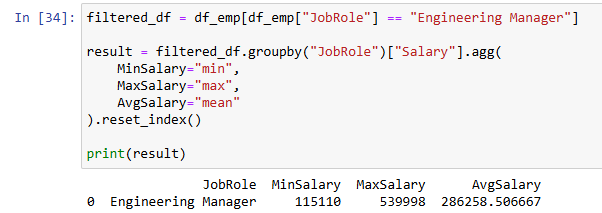 In [34]: filtered_df = df_emp[df_emp["JobRole"] == "Engineering Manager"]
result = filtered_df.groupby("JobRole")["Salary"].agg(
MinSalary="min",
MaxSalary="max",
AvgSalary="mean"
).reset_index()
print(result)
JobRole MinSalary MaxSalary AvgSalary
0 Engineering Manager 115110 539998 286258.506667